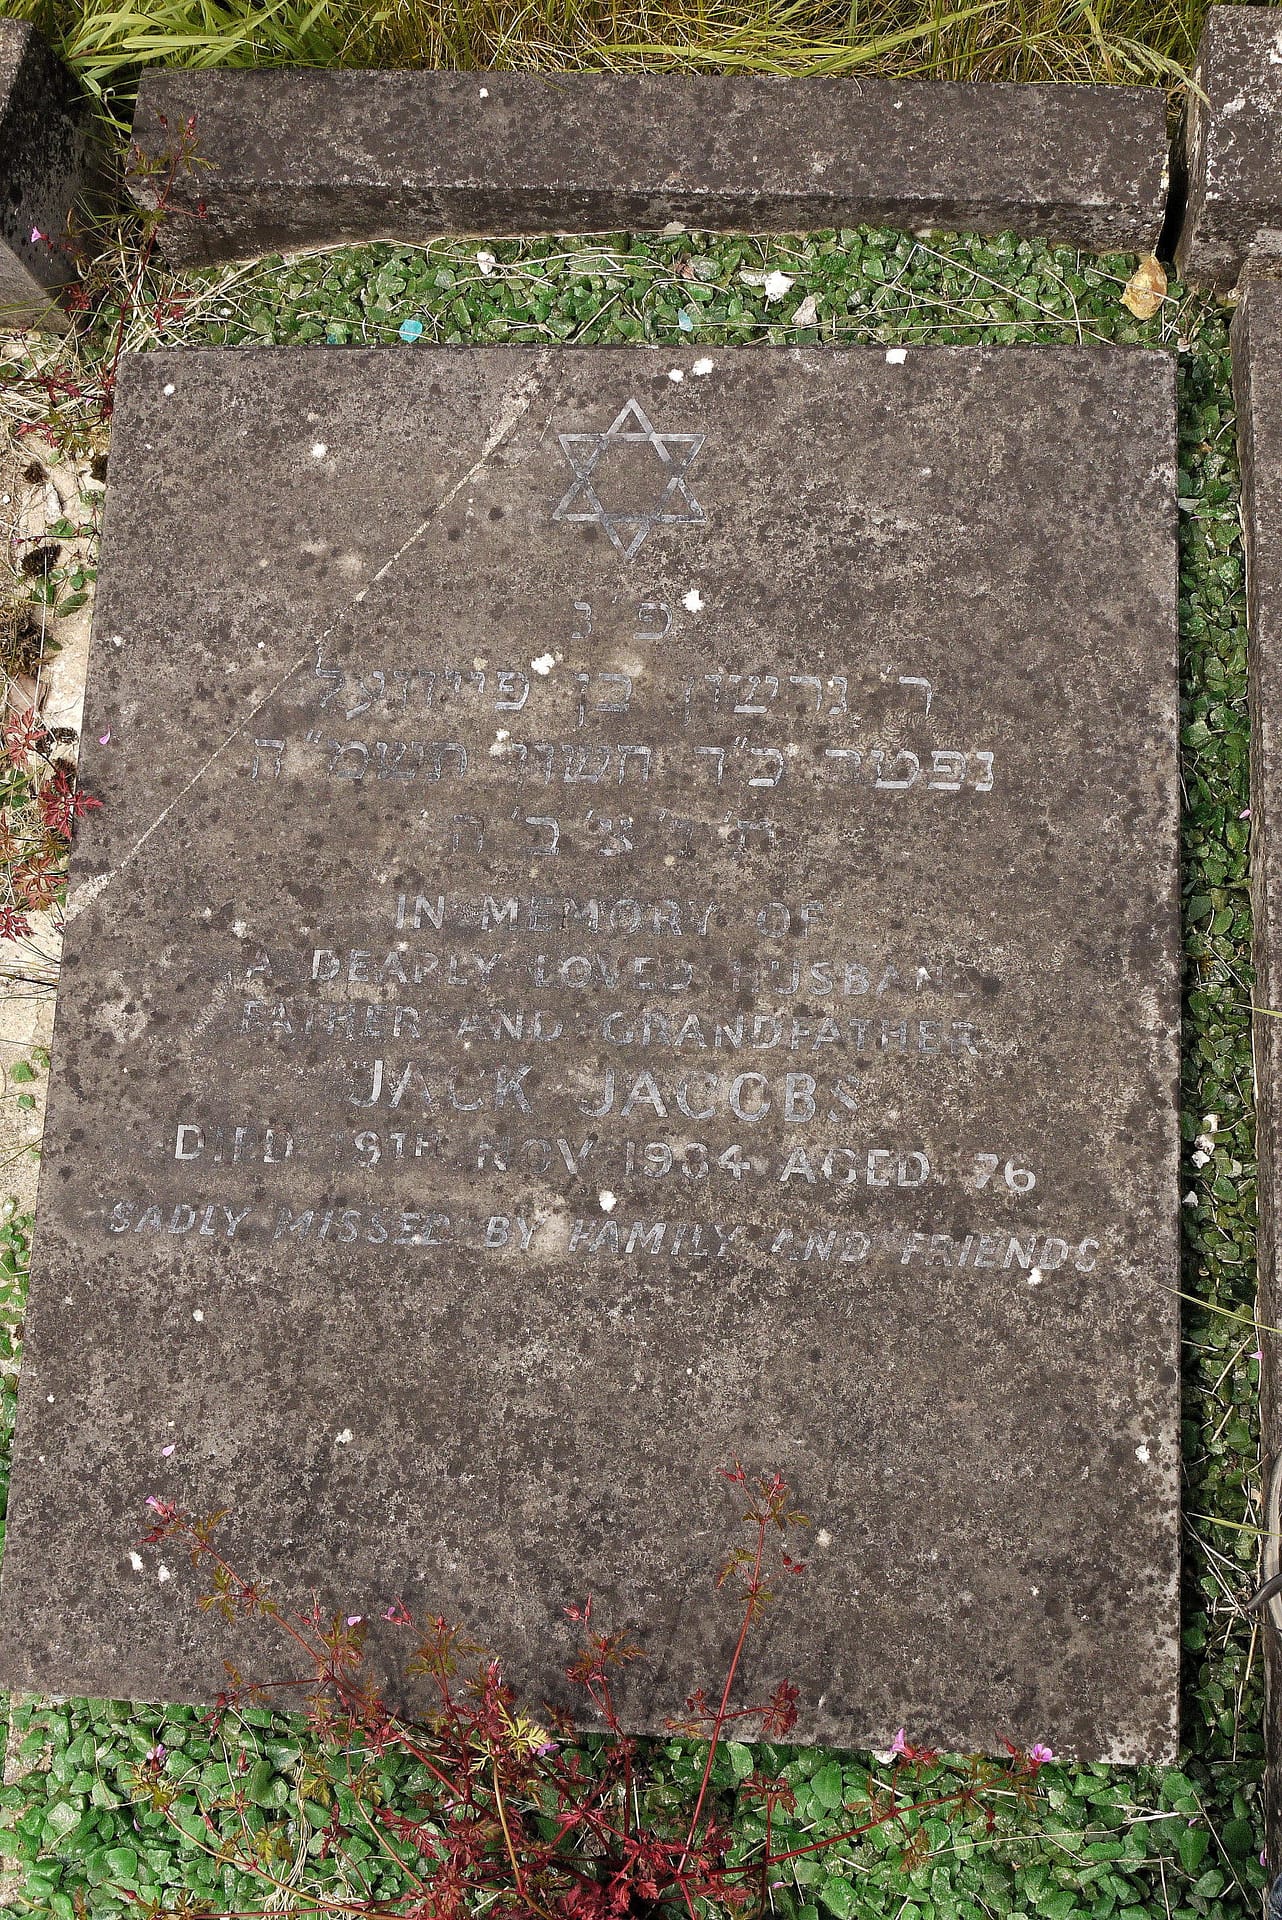 פ׳ נ
ר׳ גרשון בן פייוועל
נפטר כ״ד חשון תשמ״ה
ת׳ נ׳ צ׳ ב׳ ה
IN MEMORY OF
A DEARLY LOVED HUSBAND
FATHER AND GRANDFATHER
JACK JACOBS
DIED 19TH NOV 1984 AGED 76
SADLY MISSED BY FAMILY AND FRIENDS